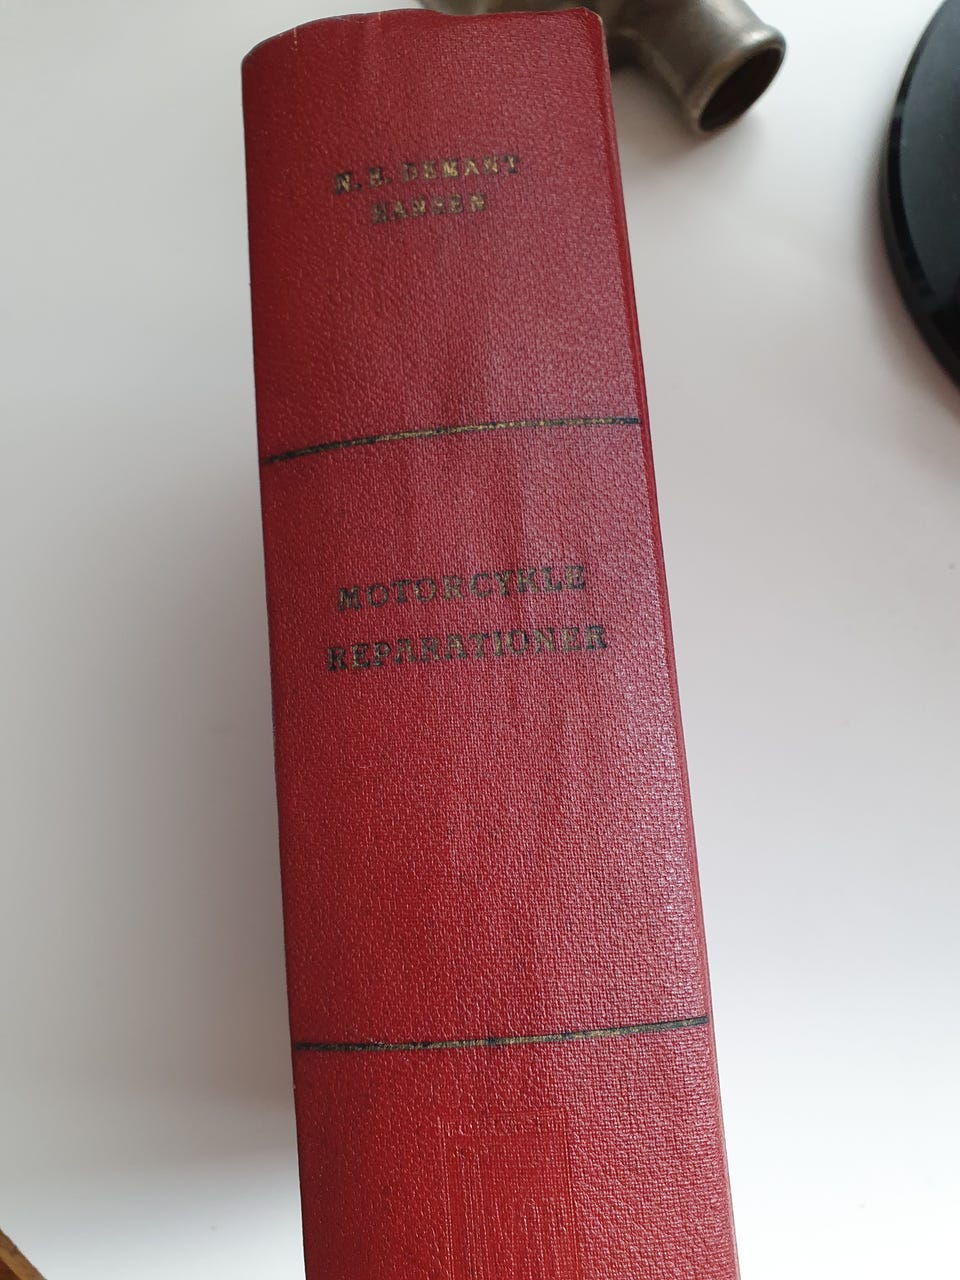 N. E. DEMANT
HANSEN
MOTORCYKLE
REPARATIONER